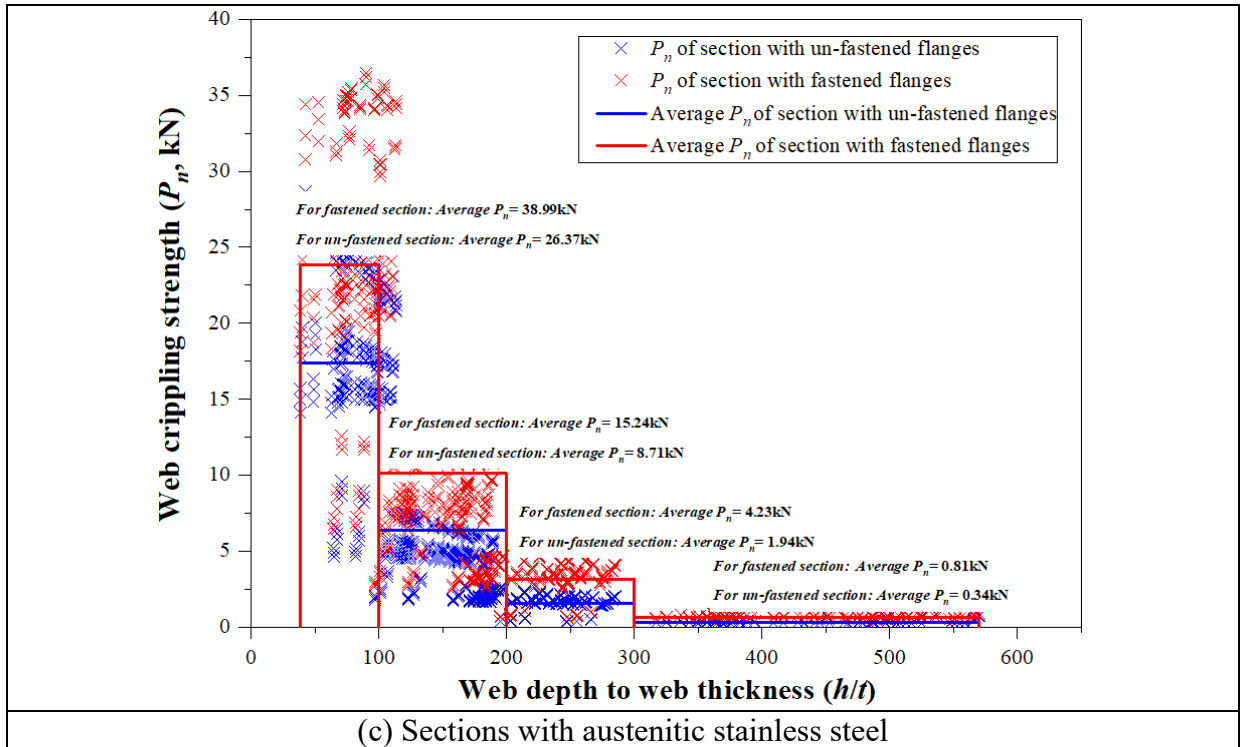 40
35
30
25
20
15
10
5
0
Web crippling strength (Pn, kN)
Pn of section with un-fastened flanges
Pn of section with fastened flanges
Average Pn of section with un-fastened flanges
Average Pn of section with fastened flanges
For fastened section: Average Pn= 38.99kN
For un-fastened section: Average Pn= 26.37kN
For fastened section: Average Pn= 15.24kN
For un-fastened section: Average Pn= 8.71kN
For fastened section: Average Pn= 4.23kN
For un-fastened section: Average Pn= 1.94kN
For fastened section: Average Pn= 0.81kN
For un-fastened section: Average Pn= 0.34kN
0 100 200 300 400 500 600
Web depth to web thickness (h/t)
(c) Sections with austenitic stainless steel